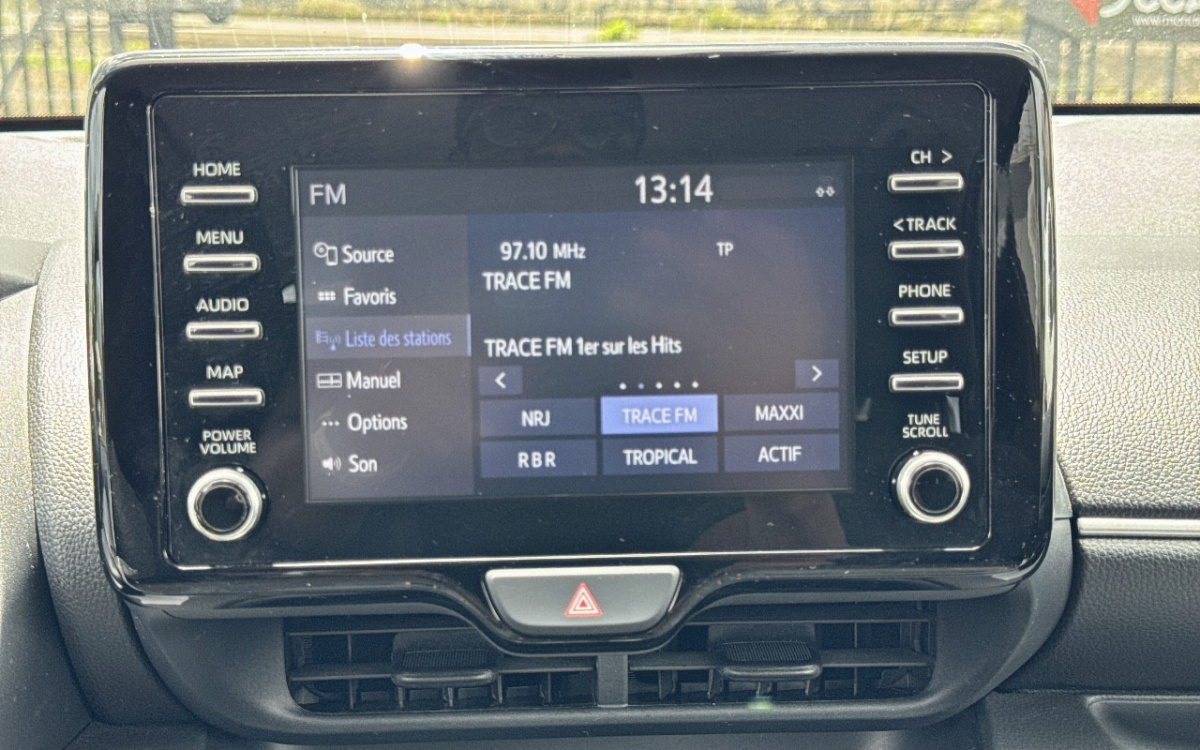 HOME
MENU
AUDIO
MAP
POWER
VOLUME
FM
13:14
Source
Favoris
Liste des stations
Manuel
Options
Son
97.10 MHz
TP
TRACE FM
TRACE FM 1er sur les Hits
<
>
NRJ
TRACE FM
MAXXI
RBR
TROPICAL
ACTIF
CH >
< TRACK
PHONE
SETUP
TUNE
SCROLL